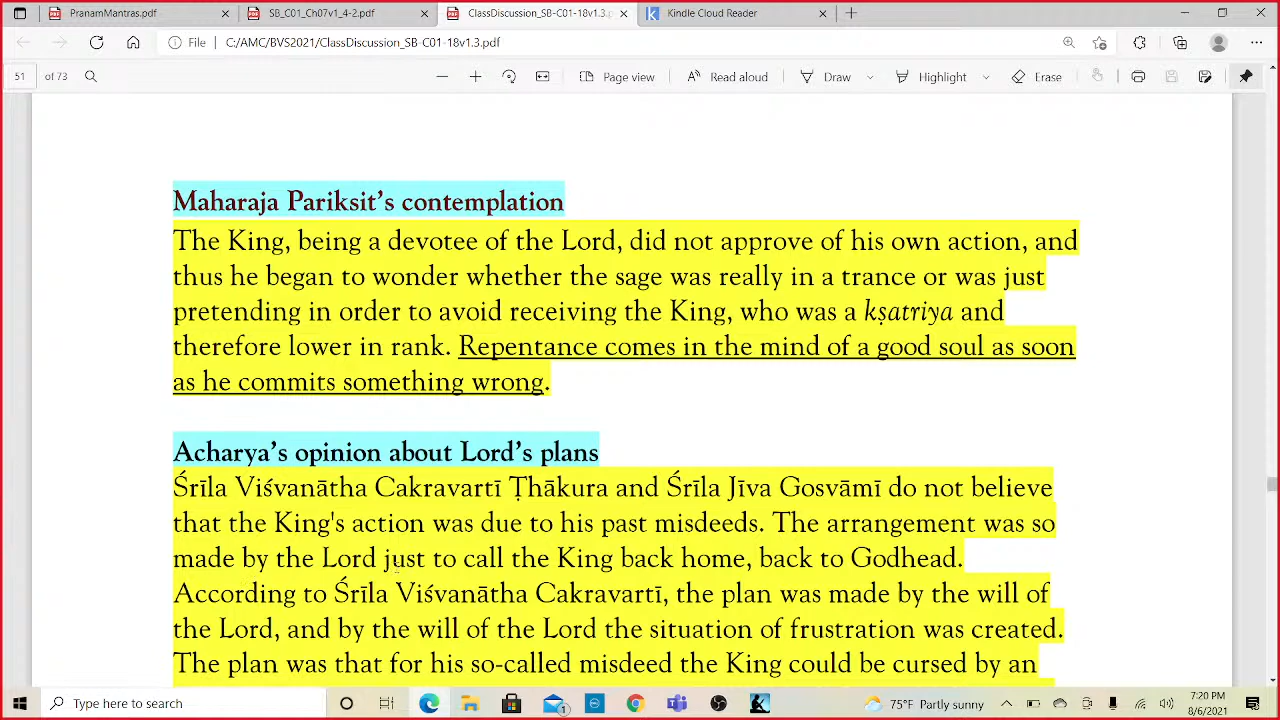 PranamMantras.pdf
SB_C01_Ch07v1_4-2.pdf
ClassDiscussion_SB-C01-18v1.3.p
Kindle Cloud Reader
File
C:/AMC/BVS2021/ClassDiscussion_SB-C01-18v1.3.pdf
51 of 73
Page view
Read aloud
Draw
Highlight
Erase
Maharaja Pariksit’s contemplation
The King, being a devotee of the Lord, did not approve of his own action, and
thus he began to wonder whether the sage was really in a trance or was just
pretending in order to avoid receiving the King, who was a kṣatriya and
therefore lower in rank. Repentance comes in the mind of a good soul as soon
as he commits something wrong.
Acharya’s opinion about Lord’s plans
Śrīla Viśvanātha Cakravartī Ṭhākura and Śrīla Jīva Gosvāmī do not believe
that the King's action was due to his past misdeeds. The arrangement was so
made by the Lord just to call the King back home, back to Godhead.
According to Śrīla Viśvanātha Cakravartī, the plan was made by the will of
the Lord, and by the will of the Lord the situation of frustration was created.
The plan was that for his so-called misdeed the King could be cursed by an
Type here to search
75°F Partly sunny
7:20 PM
8/6/2021